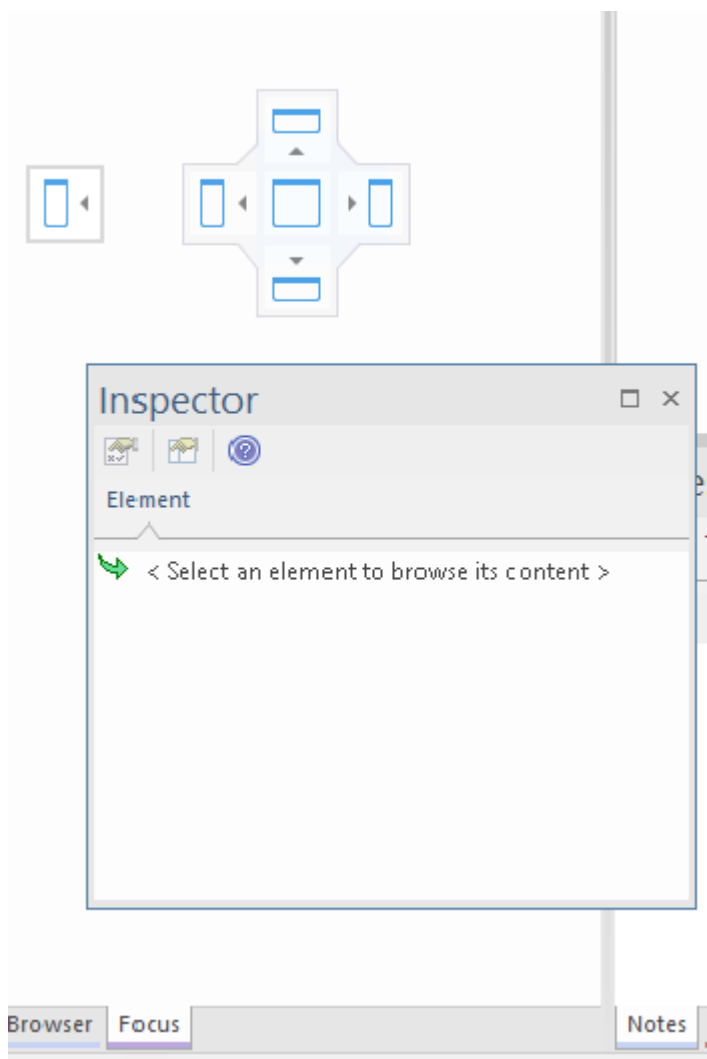 Inspector
Element
< Select an element to browse its content >
Browser
Focus
Notes